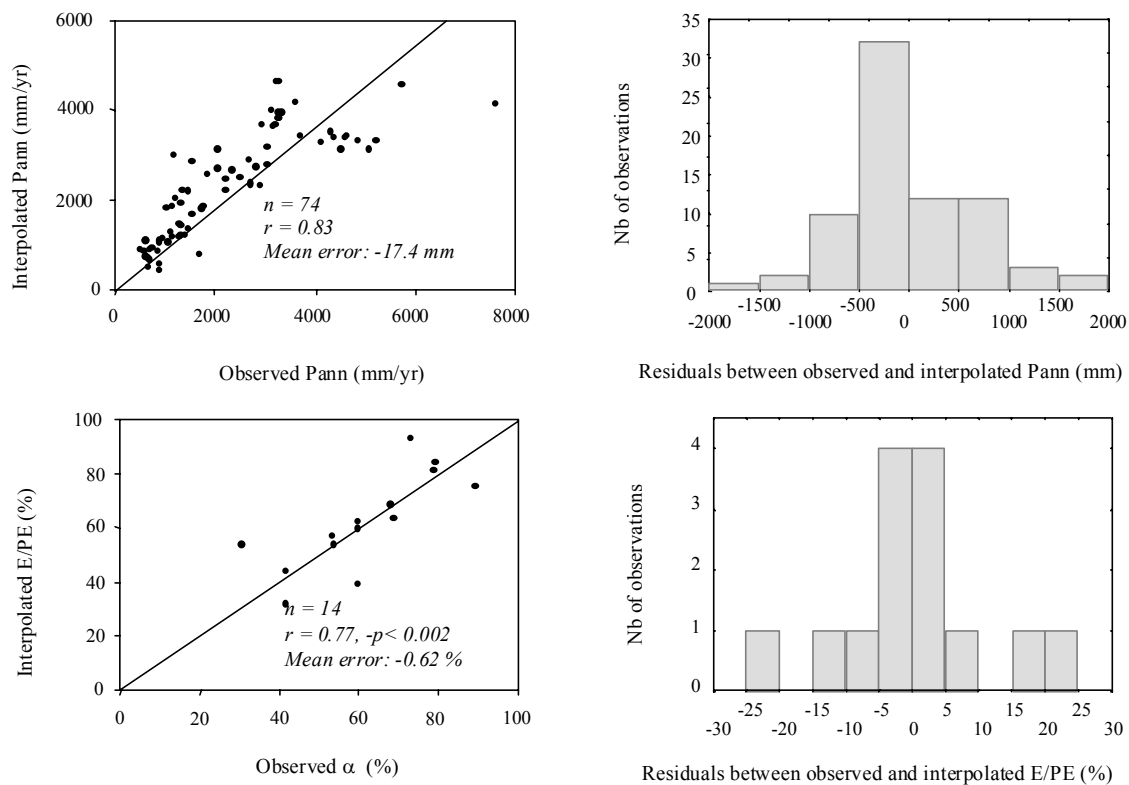 6000
4000
2000
0
Interpolated Pann (mm/yr)
n = 74
r = 0.83
Mean error: -17.4 mm
0 2000 4000 6000 8000
Observed Pann (mm/yr)
35
30
25
20
15
10
5
0
Nb of observations
-1500 -500 500 1500
-2000 -1000 0 1000 2000
Residuals between observed and interpolated Pann (mm)
100
80
60
40
20
0
Interpolated E/PE (%)
n = 14
r = 0.77, -p< 0.002
Mean error: -0.62 %
0 20 40 60 80 100
Observed α (%)
4
3
2
1
0
Nb of observations
-25 -15 -5 5 15 25
-30 -20 -10 0 10 20 30
Residuals between observed and interpolated E/PE (%)